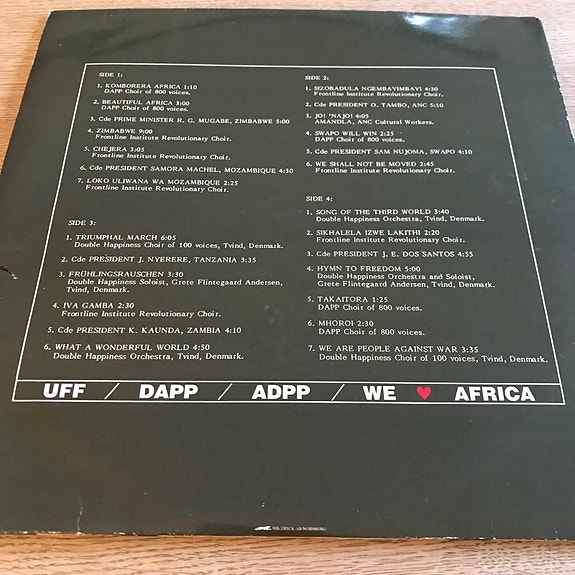 SIDE 1:
1. KOMBORERA AFRICA 1:10
DAPP Choir of 800 voices.
2. BEAUTIFUL AFRICA 3:00
DAPP Choir of 800 voices.
3. Cde PRIME MINISTER R. G. MUGABE, ZIMBABWE 5:00
4. ZIMBABWE 9:00
Frontline Institute Revolutionary Choir.
5. CHEJERA 3:05
Frontline Institute Revolutionary Choir.
6. Cde PRESIDENT SAMORA MACHEL, MOZAMBIQUE 4:30
7. LOKO ULIWANA WA MOZAMBIQUE 2:25
Frontline Institute Revolutionary Choir.
SIDE 2:
1. SIZOBADULA NGEMBAYIMBAYI 4:30
Frontline Institute Revolutionary Choir.
2. Cde PRESIDENT O. TAMBO, ANC 5:10
3. JO! 'NAJO! 4:05
AMANDLA, ANC Cultural Workers.
4. SWAPO WILL WIN 2:25
DAPP Choir of 800 voices.
5. Cde PRESIDENT SAM NUJOMA, SWAPO 4:10
6. WE SHALL NOT BE MOVED 2:45
Frontline Institute Revolutionary Choir.
SIDE 3:
1. TRIUMPHAL MARCH 6:05
Double Happiness Choir of 100 voices, Tvind, Denmark.
2. Cde PRESIDENT J. NYERERE, TANZANIA 3:35
3. FRÜHLINGSRAUSCHEN 3:30
Double Happiness Soloist, Grete Flintegaard Andersen,
Tvind, Denmark.
4. IVA GAMBA 2:30
Frontline Institute Revolutionary Choir.
5. Cde PRESIDENT K. KAUNDA, ZAMBIA 4:10
6. WHAT A WONDERFUL WORLD 4:50
Double Happiness Orchestra, Tvind, Denmark.
SIDE 4:
1. SONG OF THE THIRD WORLD 3:40
Double Happiness Orchestra, Tvind, Denmark.
2. SIKHALELA IZWE LAKITHI 2:20
Frontline Institute Revolutionary Choir.
3. Cde PRESIDENT J. E. DOS SANTOS 4:55
4. HYMN TO FREEDOM 5:00
Double Happiness Orchestra and Soloist,
Grete Flintegaard Andersen, Tvind, Denmark.
5. TAKAITORA 1:25
DAPP Choir of 800 voices.
6. MHOROI 2:30
DAPP Choir of 800 voices.
7. WE ARE PEOPLE AGAINST WAR 3:35
Double Happiness Choir of 100 voices, Tvind, Denmark.
UFF / DAPP / ADPP / WE ♥ AFRICA